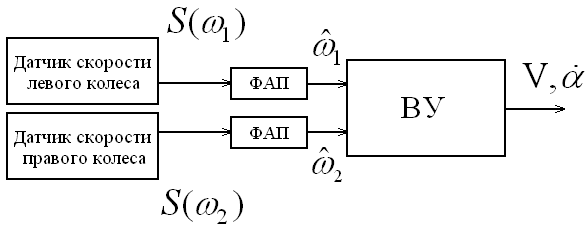 S(ω₁)
Датчик скорости
левого колеса
ФАП
ω̂₁
ВУ
V, α̇
Датчик скорости
правого колеса
ФАП
ω̂₂
S(ω₂)